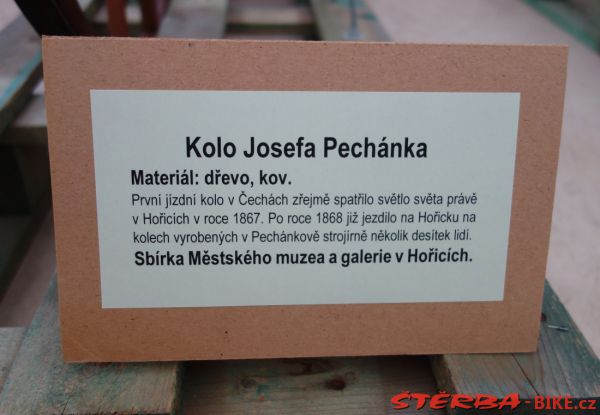 Kolo Josefa Pechánka
Materiál: dřevo, kov.
První jízdní kolo v Čechách zřejmě spatřilo světlo světa právě
v Hořicích v roce 1867. Po roce 1868 již jezdilo na Hořicku na
kolech vyrobených v Pechánkově strojírně několik desítek lidí.
Sbírka Městského muzea a galerie v Hořicích.
ŠTĚRBA-BIKE.cz